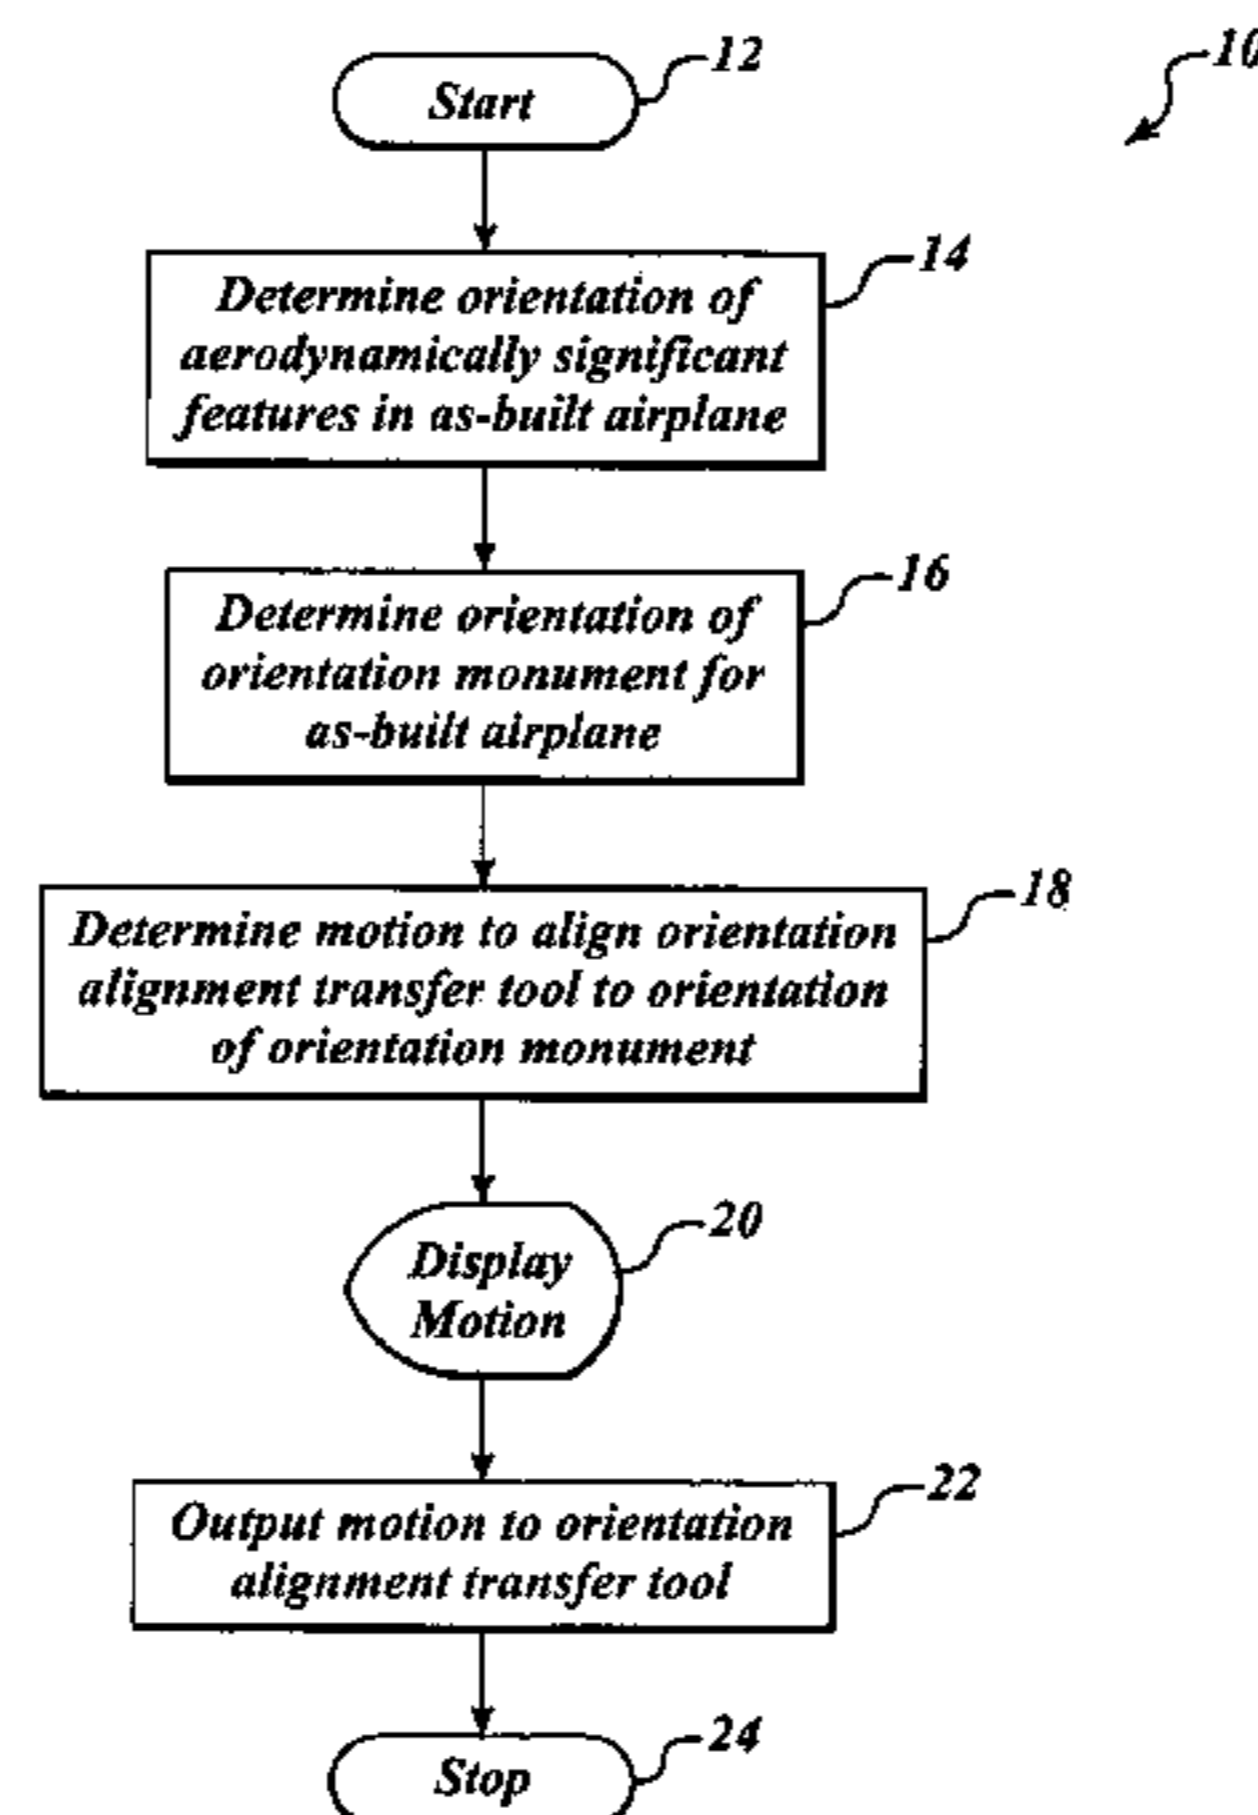 12
10
Start
14
Determine orientation of
aerodynamically significant
features in as-built airplane
16
Determine orientation of
orientation monument for
as-built airplane
18
Determine motion to align orientation
alignment transfer tool to orientation
of orientation monument
20
Display
Motion
22
Output motion to orientation
alignment transfer tool
24
Stop